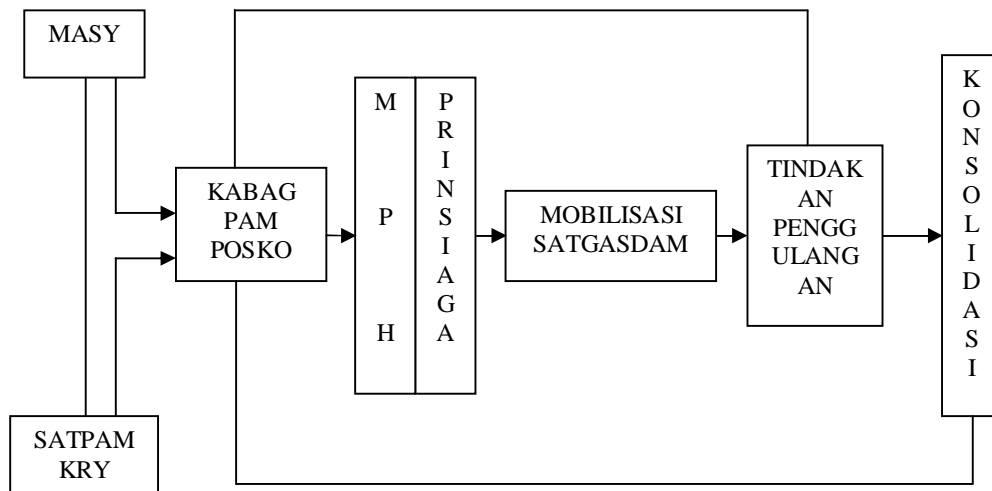 MASY
SATPAM
KRY
KABAG
PAM
POSKO
M
P
H
P
R
I
N
S
I
A
G
A
MOBILISASI
SATGASDAM
TINDAK
AN
PENGG
ULANG
AN
K
O
N
S
O
L
I
D
A
S
I